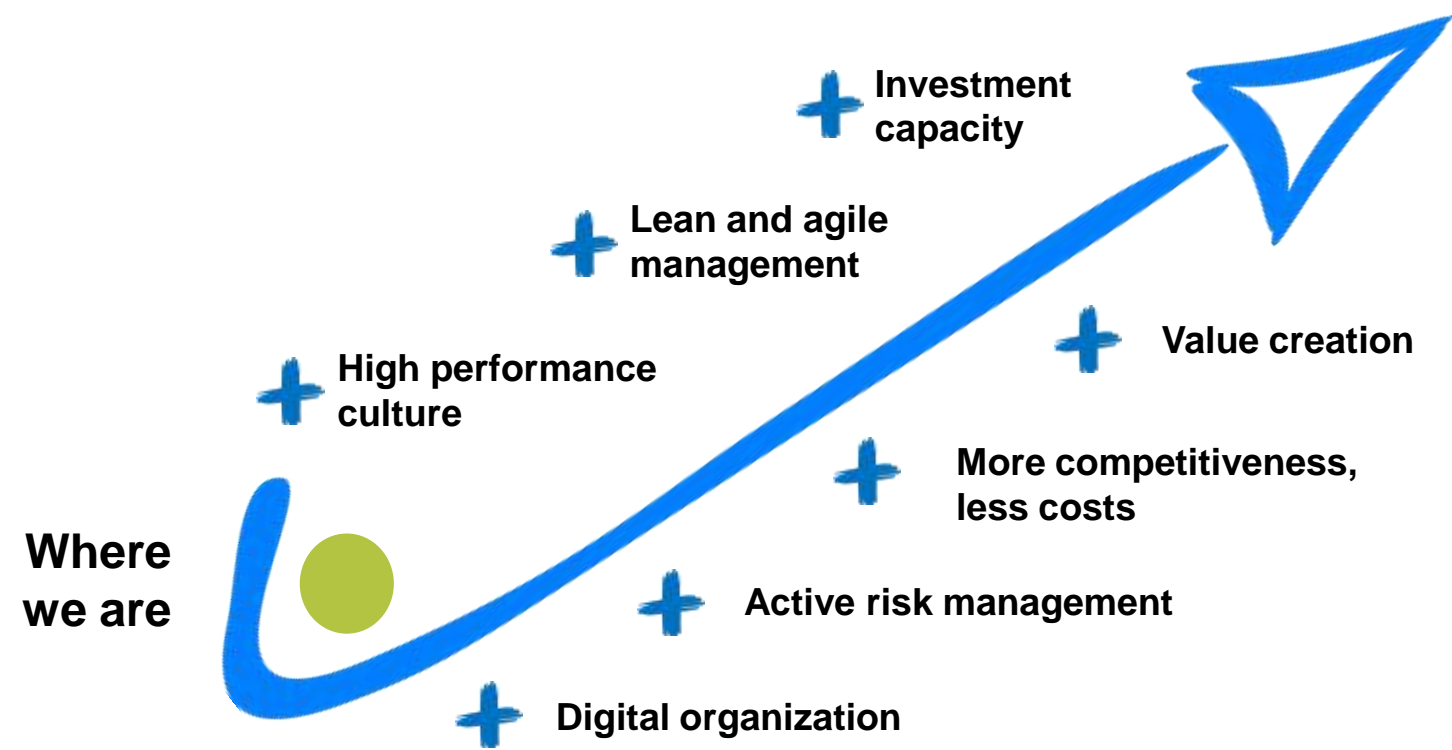 Investment
capacity
Lean and agile
management
Value creation
High performance
culture
More competitiveness,
less costs
Where
we are
Active risk management
Digital organization